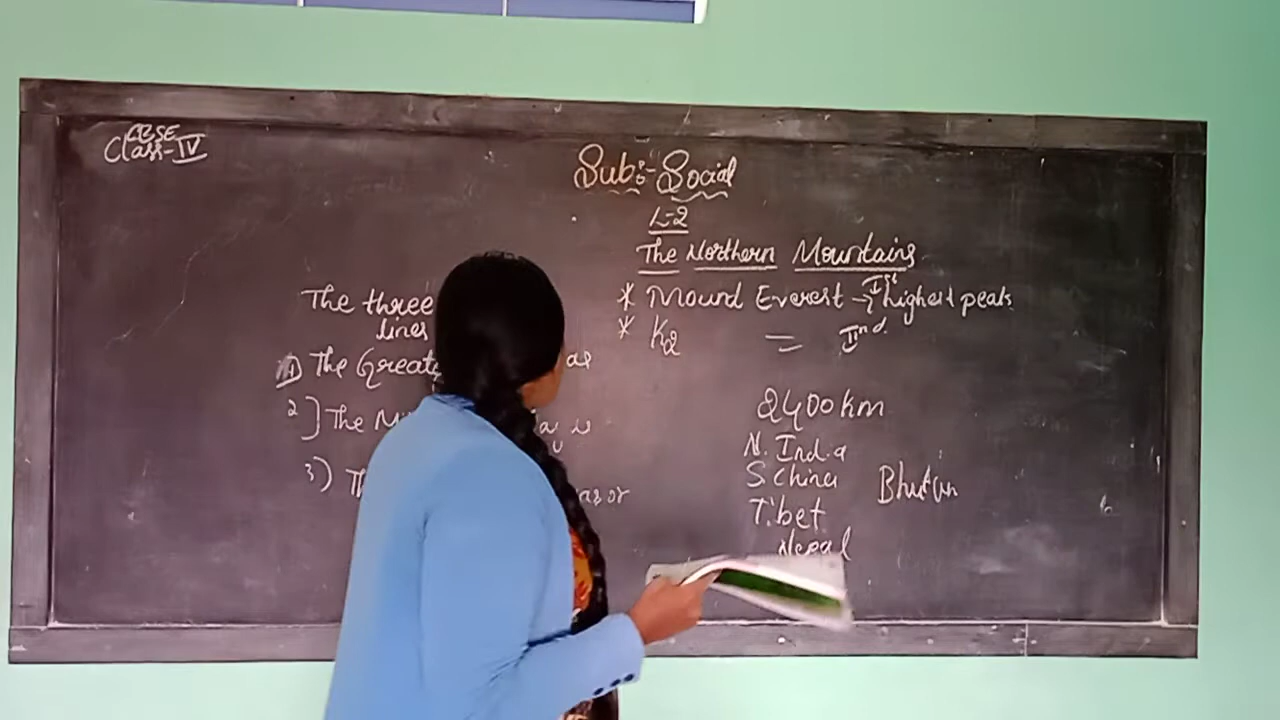 CBSE
Class-IV
Sub:- Social
L-2
The Northern Mountains
The three
lines
1) The Great
2) The
3)
* Mound Everest → Ist highest peak
* K2 = IInd
2400 km
N. India
S China
Bhutan
Tibet
Nepal